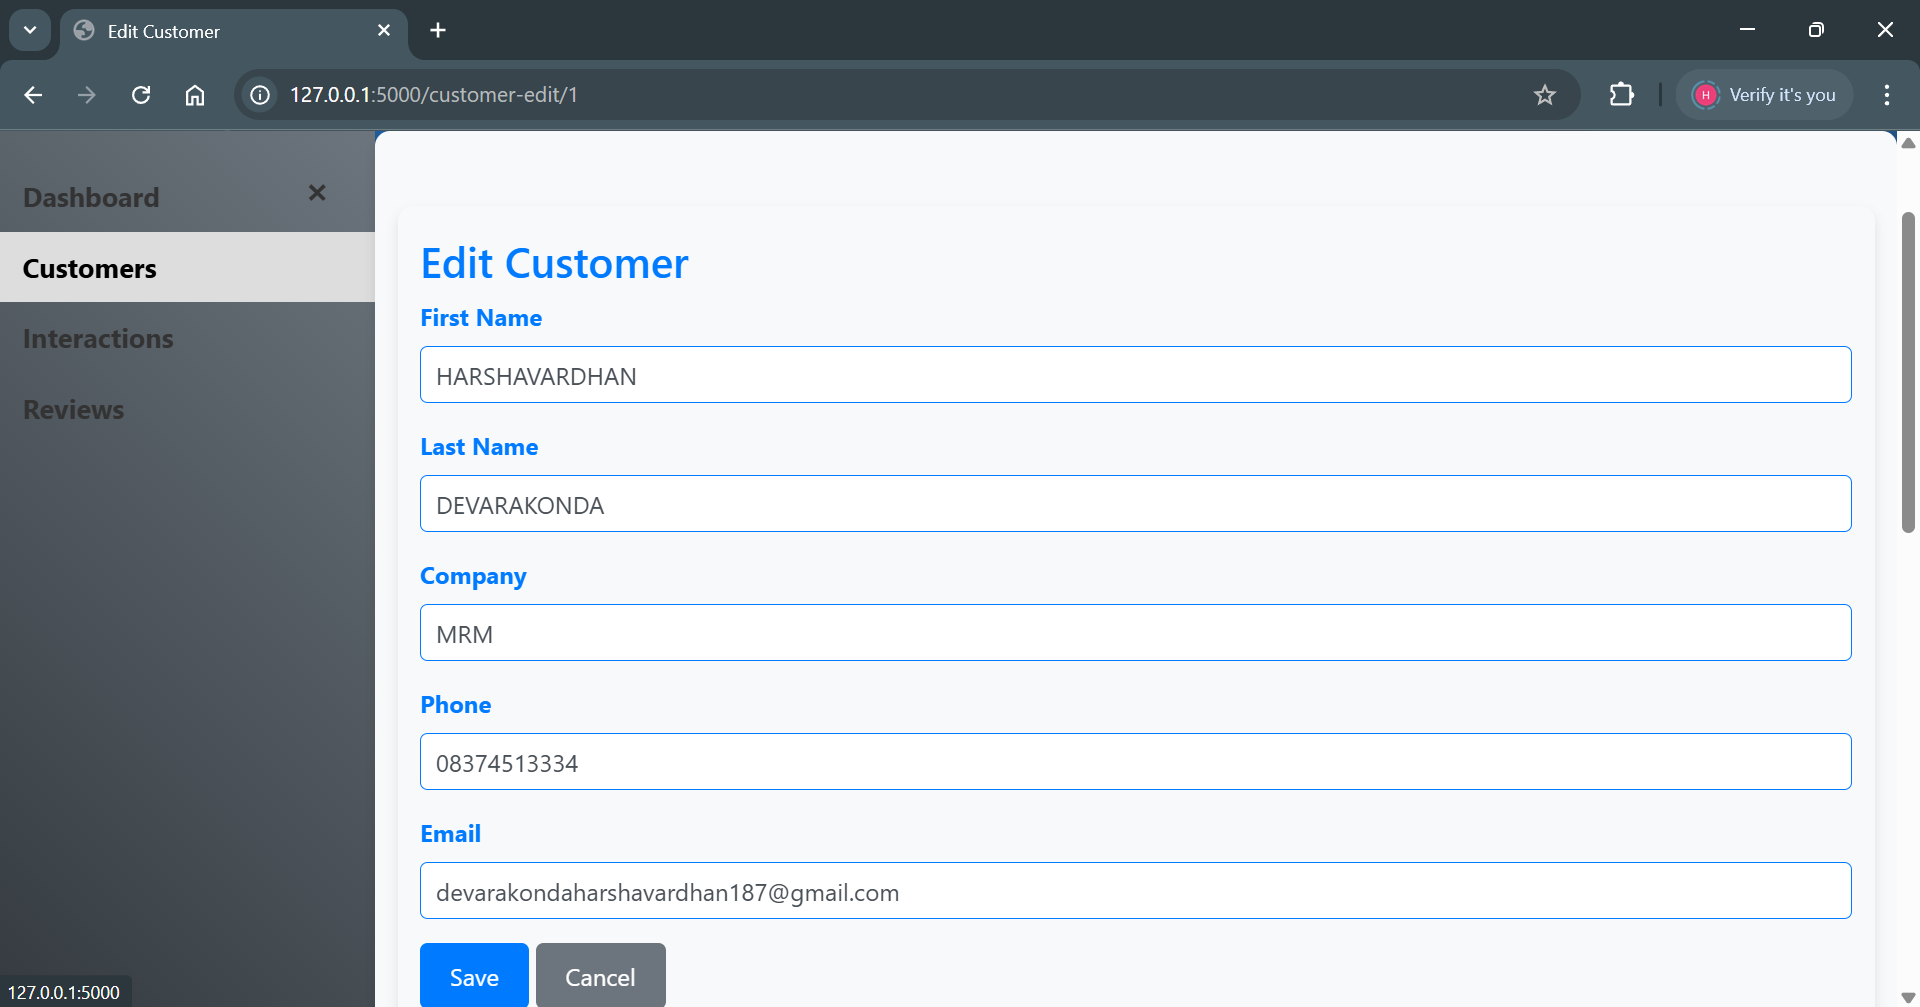 Edit Customer
127.0.0.1:5000/customer-edit/1
H Verify it's you
Dashboard
Customers
Interactions
Reviews
Edit Customer
First Name
HARSHAVARDHAN
Last Name
DEVARAKONDA
Company
MRM
Phone
08374513334
Email
devarakondaharshavardhan187@gmail.com
Save Cancel
127.0.0.1:5000